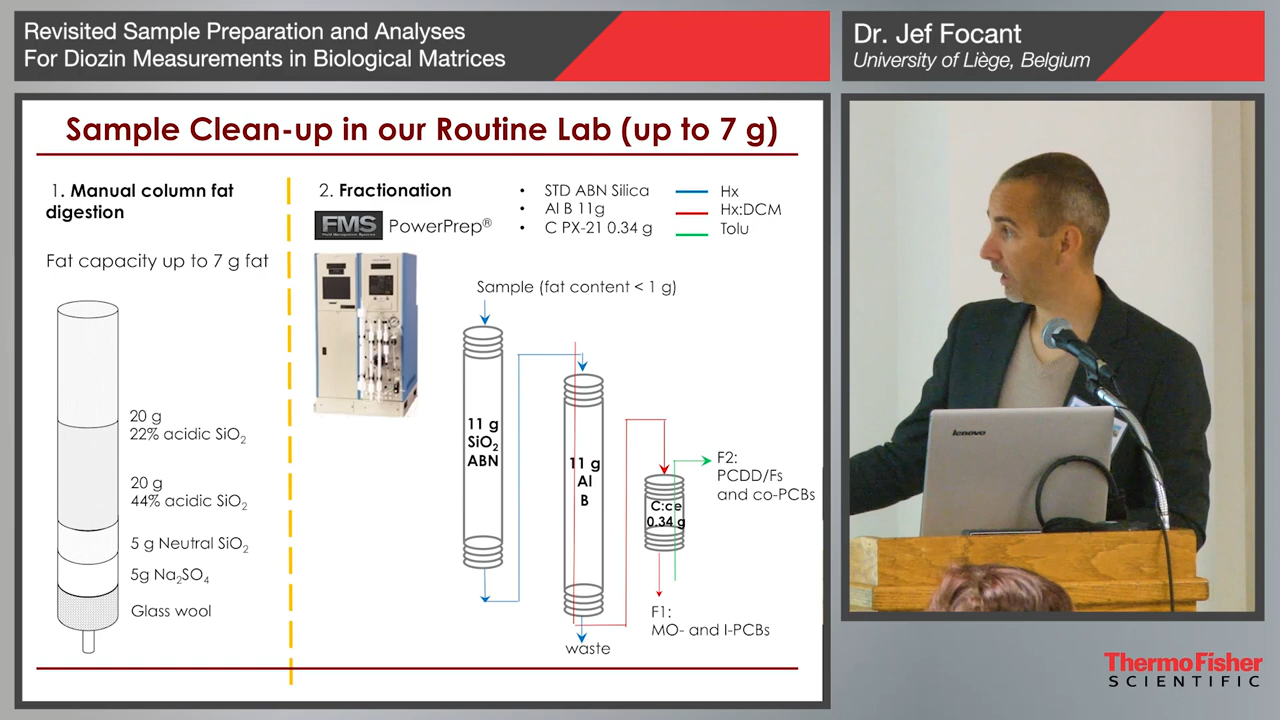 Revisited Sample Preparation and Analyses
For Diozin Measurements in Biological Matrices
Dr. Jef Focant
University of Liège, Belgium
Sample Clean-up in our Routine Lab (up to 7 g)
1. Manual column fat
digestion
Fat capacity up to 7 g fat
20 g
22% acidic SiO2
20 g
44% acidic SiO2
5 g Neutral SiO2
5g Na2SO4
Glass wool
2. Fractionation
FMS
PowerPrep®
• STD ABN Silica
• Al B 11g
• C PX-21 0.34 g
Hx
Hx:DCM
Tolu
Sample (fat content < 1 g)
11 g
SiO2
ABN
11 g
Al
B
C:ce
0.34 g
F2:
PCDD/Fs
and co-PCBs
F1:
MO- and I-PCBs
waste
lenovo
ThermoFisher
SCIENTIFIC